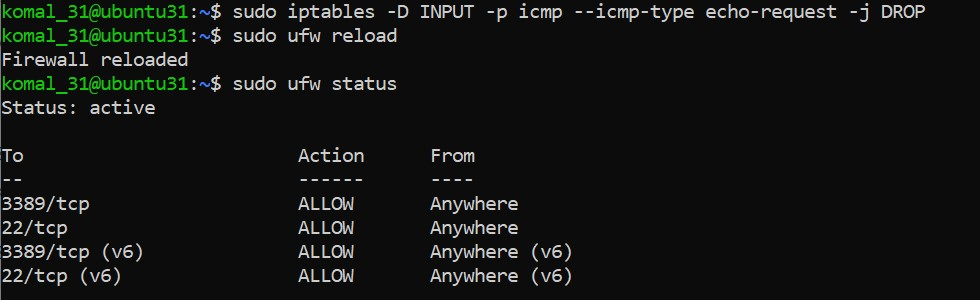 komal_31@ubuntu31:~$ sudo iptables -D INPUT -p icmp --icmp-type echo-request -j DROP
komal_31@ubuntu31:~$ sudo ufw reload
Firewall reloaded
komal_31@ubuntu31:~$ sudo ufw status
Status: active

To                         Action      From
--                         ------      ----
3389/tcp                   ALLOW       Anywhere
22/tcp                     ALLOW       Anywhere
3389/tcp (v6)              ALLOW       Anywhere (v6)
22/tcp (v6)                ALLOW       Anywhere (v6)